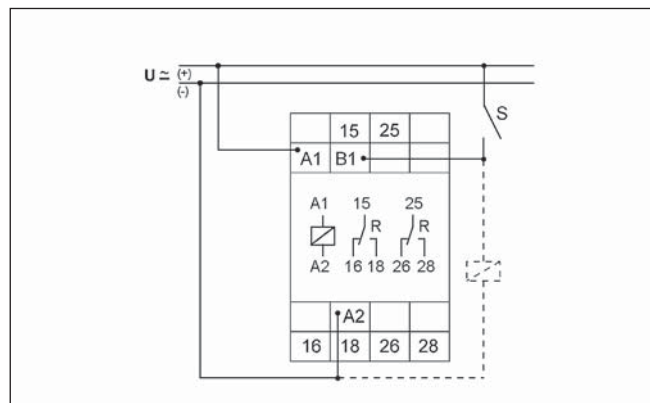 U ≃ (+)
(-)
S
15 25
A1 B1
A1 15 25
R R
A2 16 18 26 28
A2
16 18 26 28